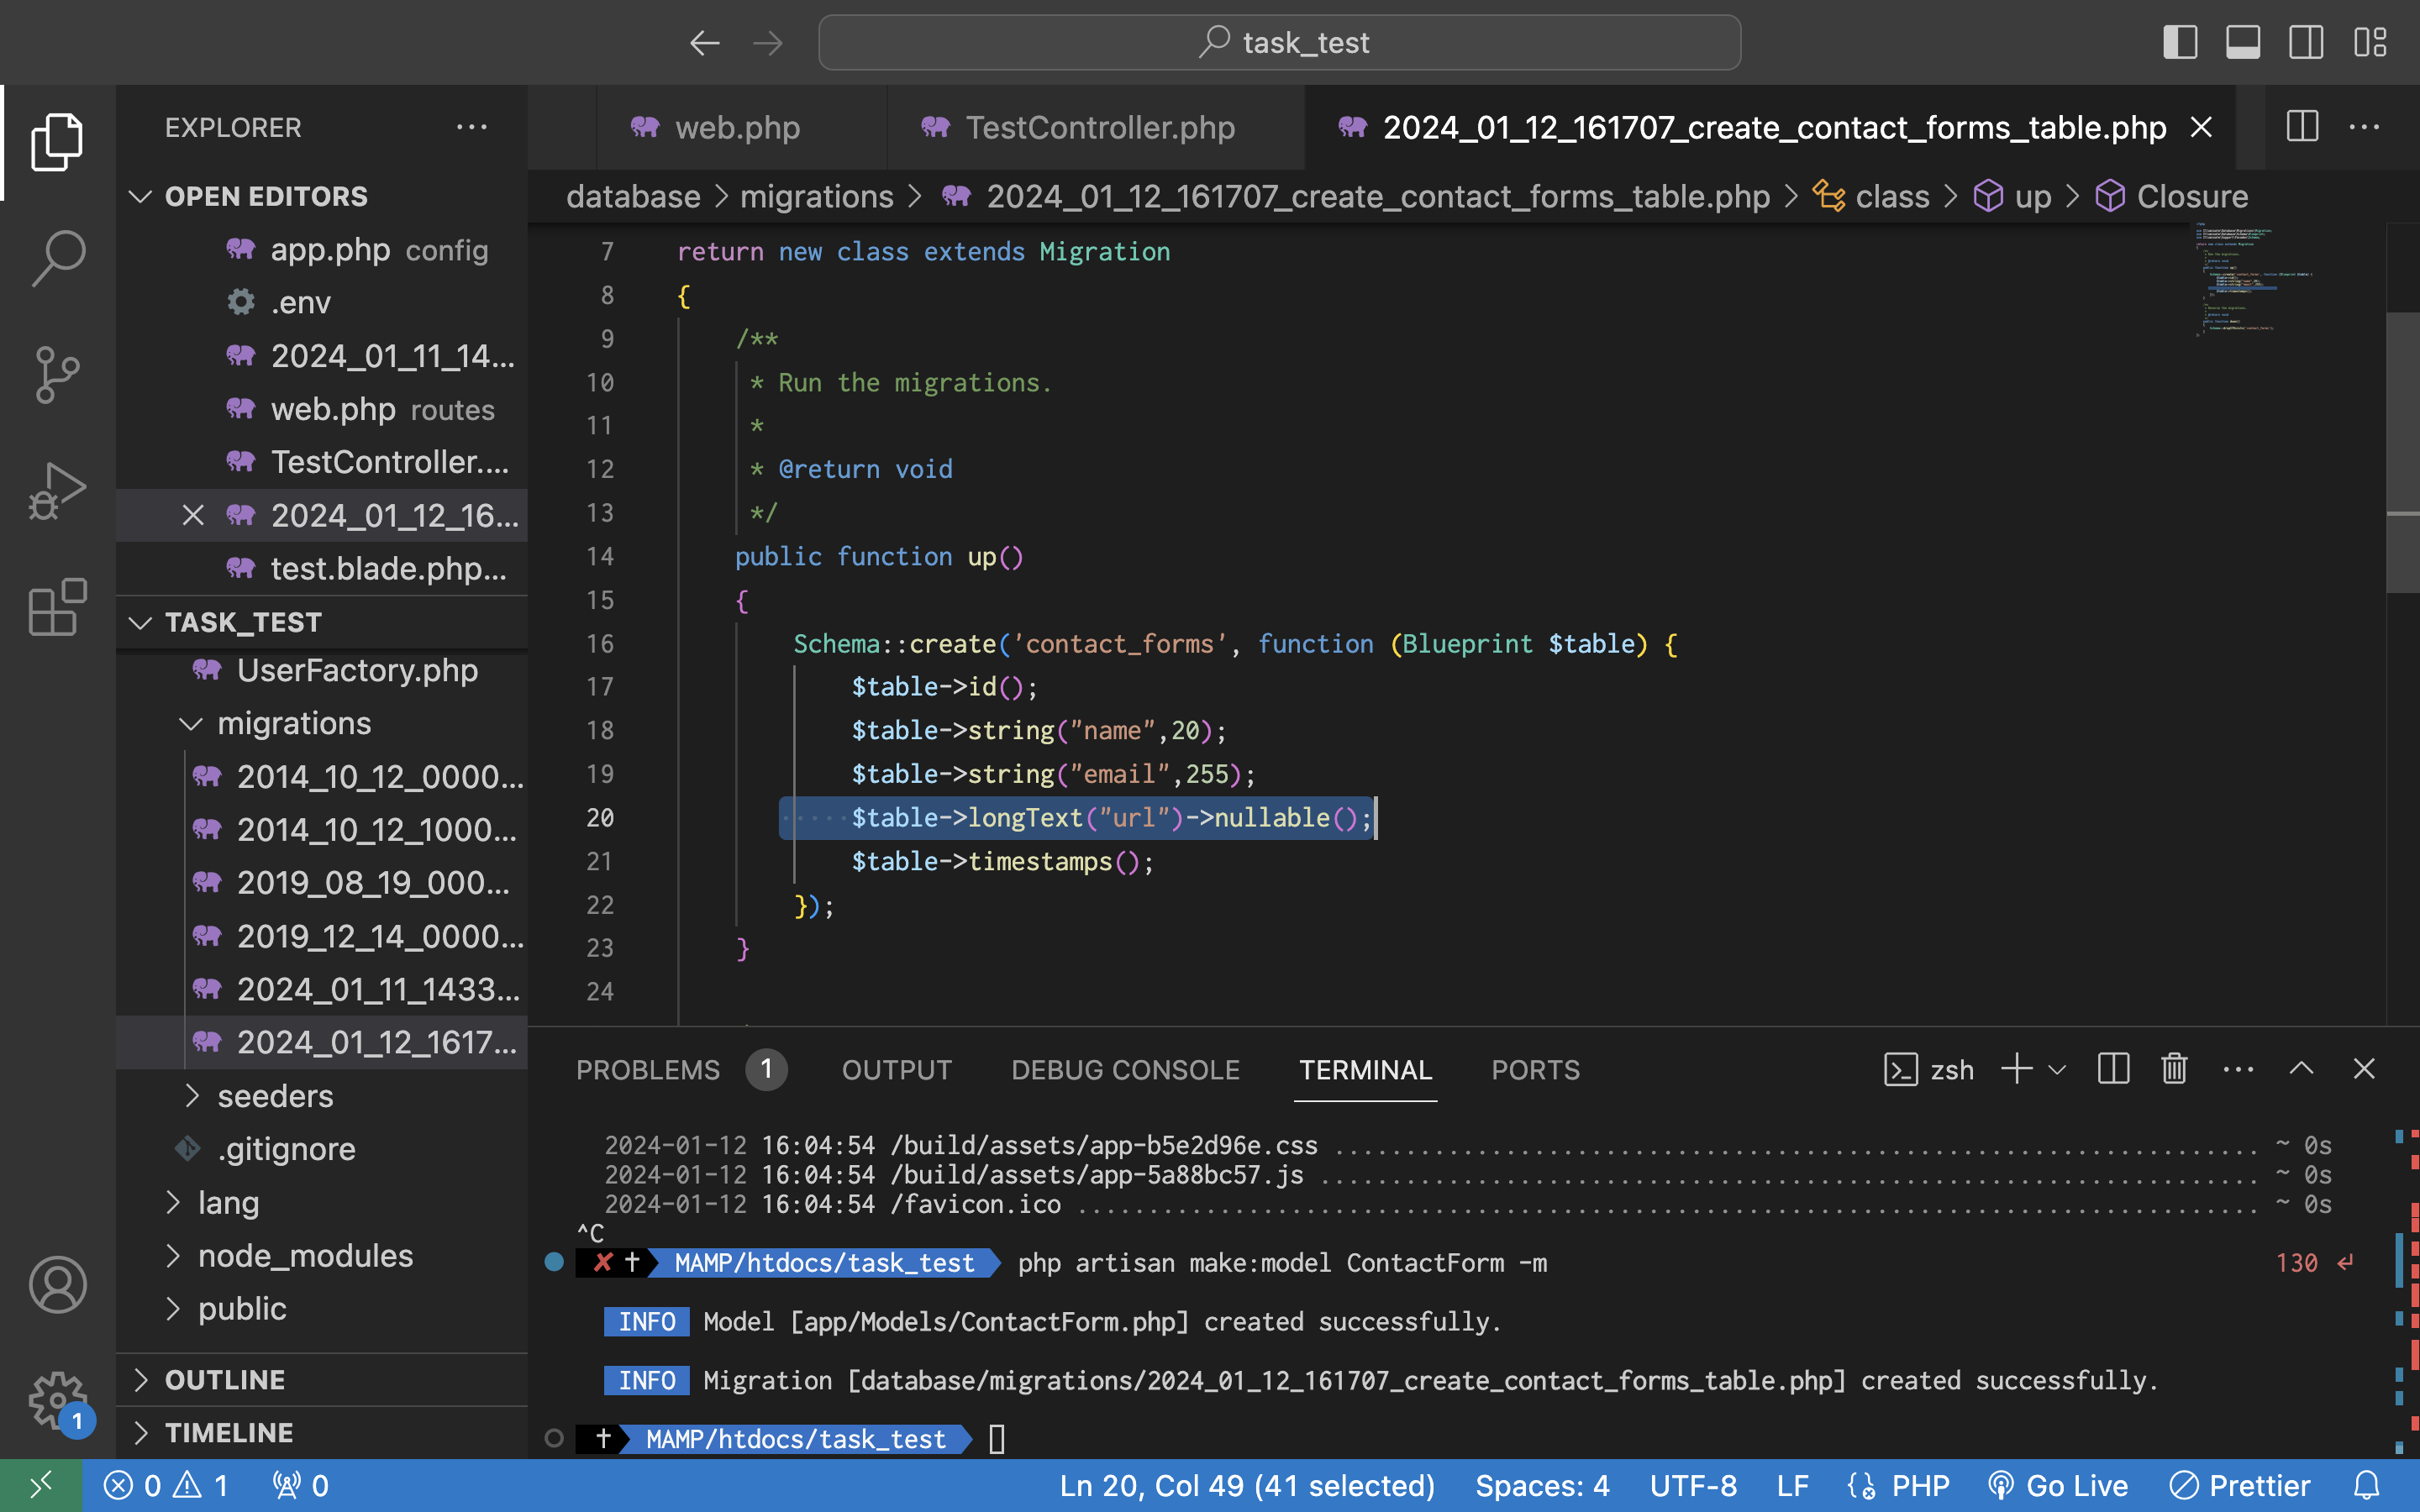 task_test
EXPLORER
OPEN EDITORS
app.php config
.env
2024_01_11_14...
web.php routes
TestController....
2024_01_12_16...
test.blade.php...
TASK_TEST
UserFactory.php
migrations
2014_10_12_0000...
2014_10_12_1000...
2019_08_19_000...
2019_12_14_0000...
2024_01_11_1433...
2024_01_12_1617...
seeders
.gitignore
lang
node_modules
public
OUTLINE
TIMELINE
1
web.php
TestController.php
2024_01_12_161707_create_contact_forms_table.php
database > migrations > 2024_01_12_161707_create_contact_forms_table.php > class > up > Closure
7 return new class extends Migration
8 {
9 /**
10 * Run the migrations.
11 *
12 * @return void
13 */
14 public function up()
15 {
16 Schema::create('contact_forms', function (Blueprint $table) {
17 $table->id();
18 $table->string("name",20);
19 $table->string("email",255);
20 $table->longText("url")->nullable();
21 $table->timestamps();
22 });
23 }
24
PROBLEMS 1 OUTPUT DEBUG CONSOLE TERMINAL PORTS zsh
2024-01-12 16:04:54 /build/assets/app-b5e2d96e.css ........ ~ 0s
2024-01-12 16:04:54 /build/assets/app-5a88bc57.js ........ ~ 0s
2024-01-12 16:04:54 /favicon.ico ........ ~ 0s
^C
✘ † MAMP/htdocs/task_test php artisan make:model ContactForm -m 130 ↵
INFO Model [app/Models/ContactForm.php] created successfully.
INFO Migration [database/migrations/2024_01_12_161707_create_contact_forms_table.php] created successfully.
† MAMP/htdocs/task_test
0 1 0 Ln 20, Col 49 (41 selected) Spaces: 4 UTF-8 LF PHP Go Live Prettier